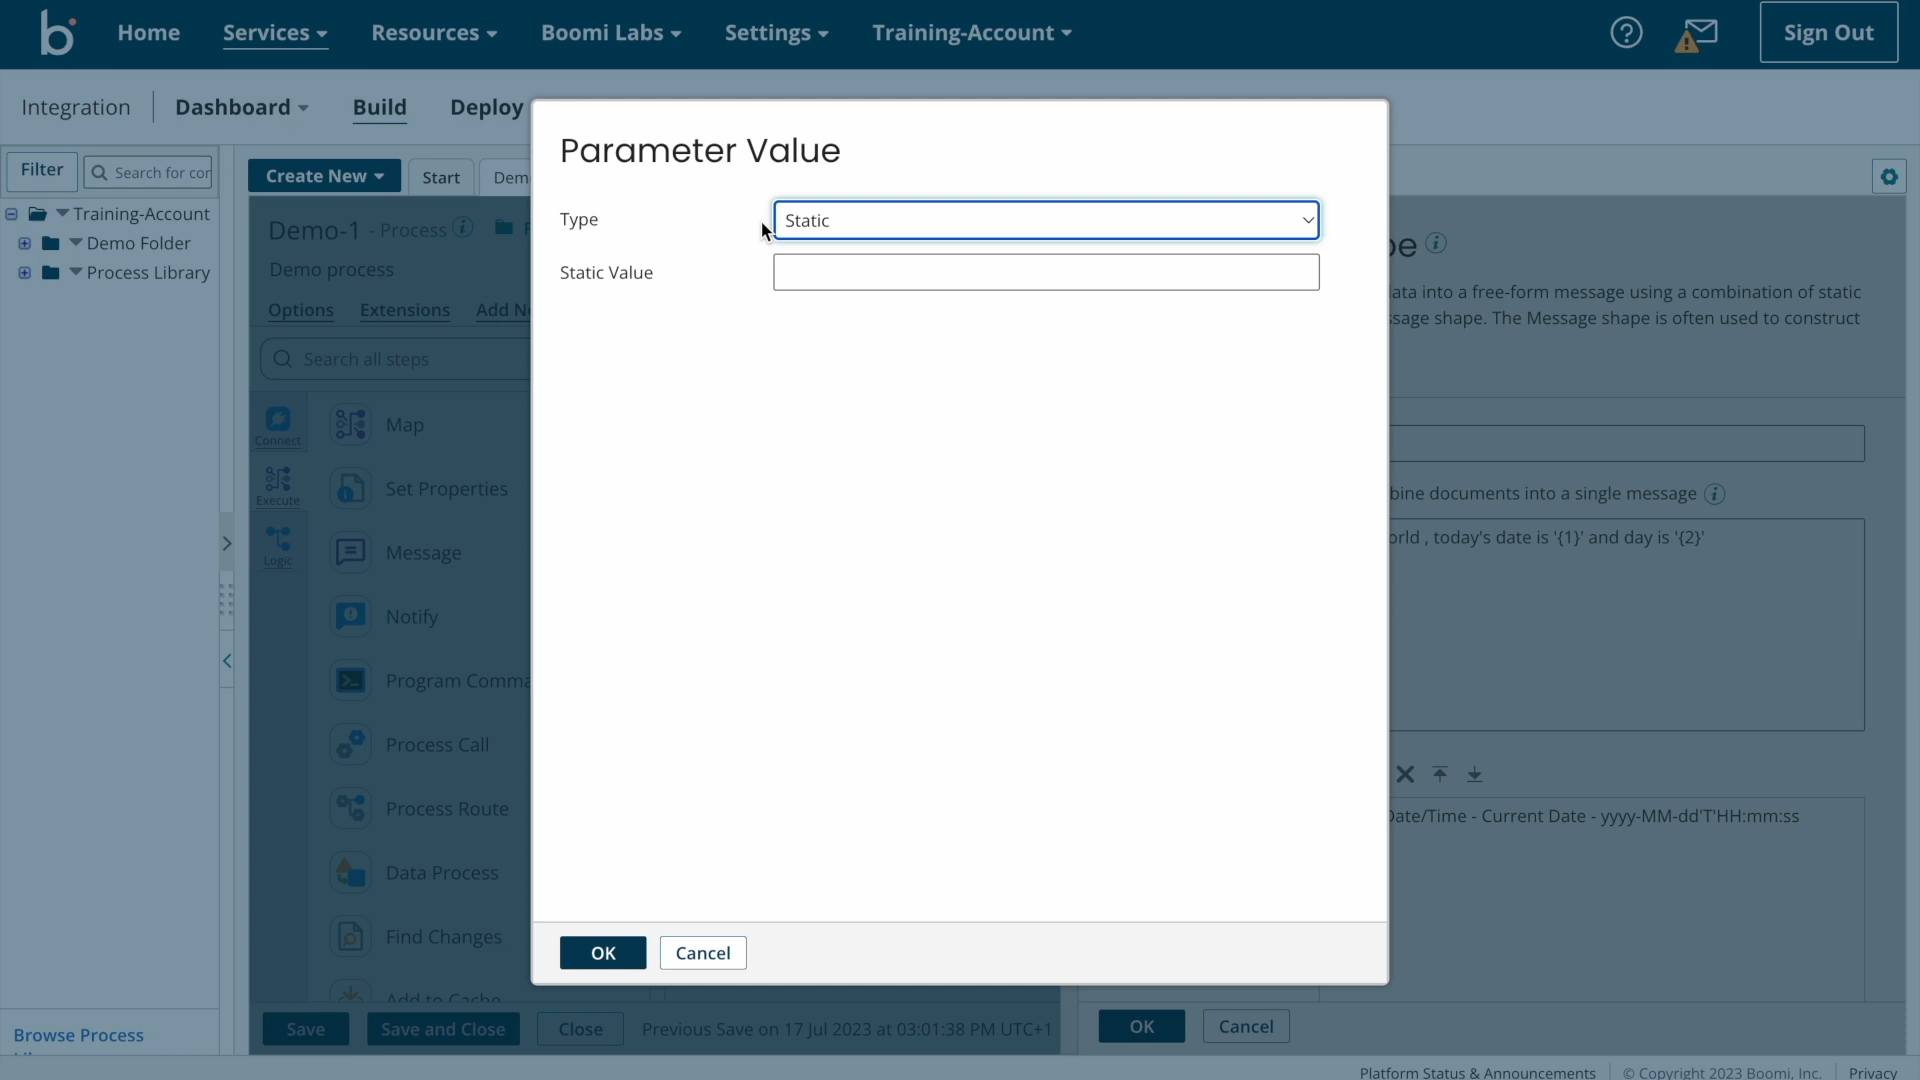 b
Home
Services
Resources
Boomi Labs
Settings
Training-Account
?
Sign Out
Integration
Dashboard
Build
Deploy
Filter
Search for cor
Training-Account
Demo Folder
Process Library
Browse Process
Create New
Start
Dem
Demo-1 - Process
Demo process
Options
Extensions
Add
Search all steps
Connect
Execute
Logic
Map
Set Properties
Message
Notify
Program Comma
Process Call
Process Route
Data Process
Find Changes
Add to Cache
Save
Save and Close
Close
Previous Save on 17 Jul 2023 at 03:01:38 PM UTC+1
Parameter Value
Type
Static
Static Value
OK
Cancel
pe
ata into a free-form message using a combination of static
ssage shape. The Message shape is often used to construct
bine documents into a single message
orld , today's date is '{1}' and day is '{2}'
Date/Time - Current Date - yyyy-MM-dd'T'HH:mm:ss
OK
Cancel
Platform Status & Announcements
© Copyright 2023 Boomi, Inc.
Privacy